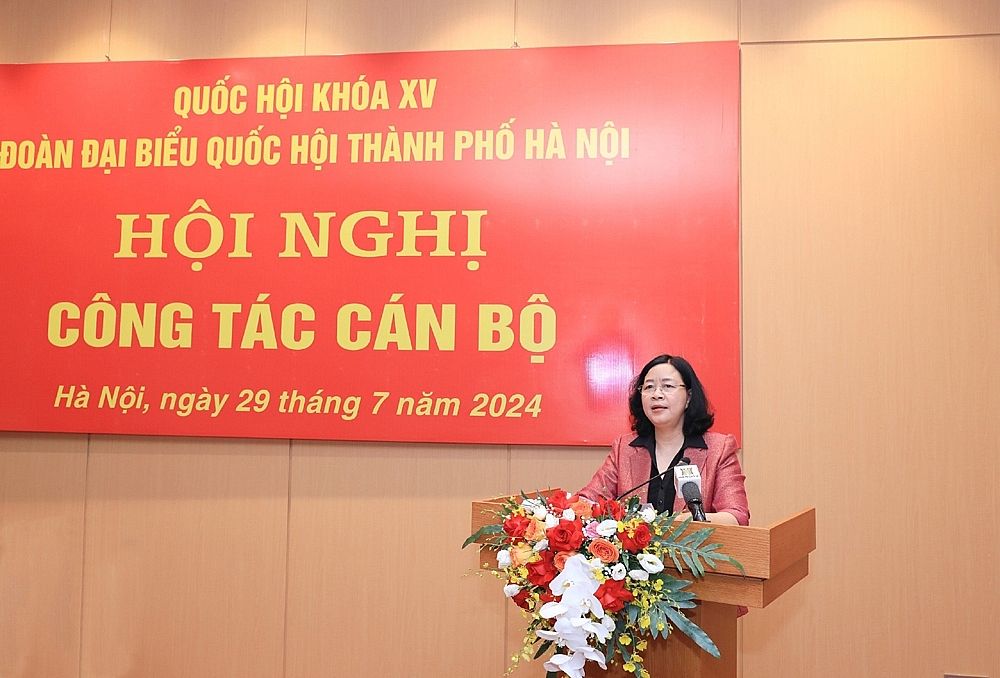 QUỐC HỘI KHÓA XV
ĐOÀN ĐẠI BIỂU QUỐC HỘI THÀNH PHỐ HÀ NỘI
HỘI NGHỊ
CÔNG TÁC CÁN BỘ
Hà Nội, ngày 29 tháng 7 năm 2024